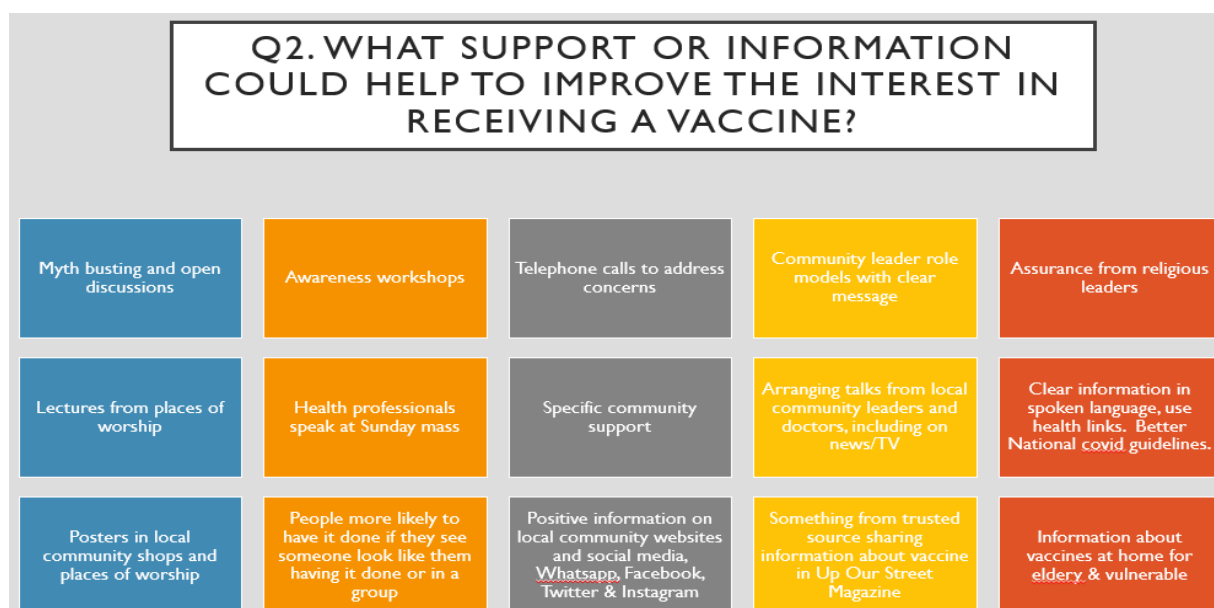 Q2. WHAT SUPPORT OR INFORMATION
COULD HELP TO IMPROVE THE INTEREST IN
RECEIVING A VACCINE?
Myth busting and open
discussions
Awareness workshops
Telephone calls to address
concerns
Community leader role
models with clear
message
Assurance from religious
leaders
Lectures from places of
worship
Health professionals
speak at Sunday mass
Specific community
support
Arranging talks from local
community leaders and
doctors, including on
news/TV
Clear information in
spoken language, use
health links. Better
National covid guidelines.
Posters in local
community shops and
places of worship
People more likely to
have it done if they see
someone look like them
having it done or in a
group
Positive information on
local community websites
and social media,
Whatsapp, Facebook,
Twitter & Instagram
Something from trusted
source sharing
information about vaccine
in Up Our Street
Magazine
Information about
vaccines at home for
eldery & vulnerable